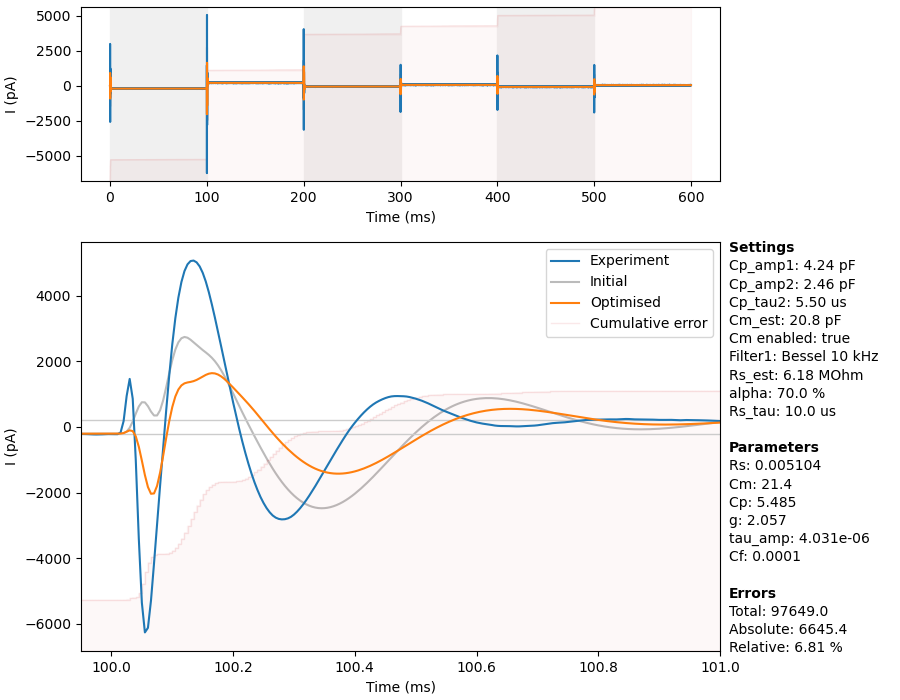 5000
2500
0
−2500
−5000
I (pA)
0
100
200
300
400
500
600
Time (ms)
4000
2000
0
−2000
−4000
−6000
I (pA)
100.0
100.2
100.4
100.6
100.8
101.0
Time (ms)
Experiment
Initial
Optimised
Cumulative error
Settings
Cp_amp1: 4.24 pF
Cp_amp2: 2.46 pF
Cp_tau2: 5.50 us
Cm_est: 20.8 pF
Cm enabled: true
Filter1: Bessel 10 kHz
Rs_est: 6.18 MOhm
alpha: 70.0 %
Rs_tau: 10.0 us
Parameters
Rs: 0.005104
Cm: 21.4
Cp: 5.485
g: 2.057
tau_amp: 4.031e-06
Cf: 0.0001
Errors
Total: 97649.0
Absolute: 6645.4
Relative: 6.81 %